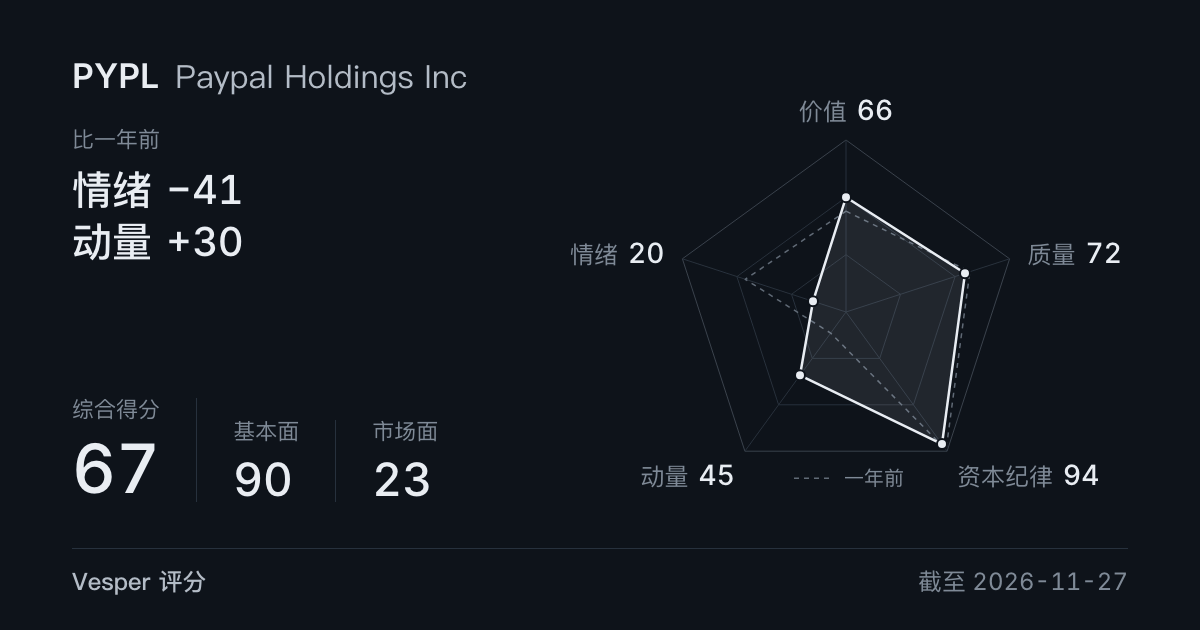 PYPL Paypal Holdings Inc
比一年前
情绪 −41
动量 +30
价值 66
情绪 20
质量 72
动量 45
一年前
资本纪律 94
综合得分
67
基本面
90
市场面
23
Vesper 评分
截至 2026-11-27